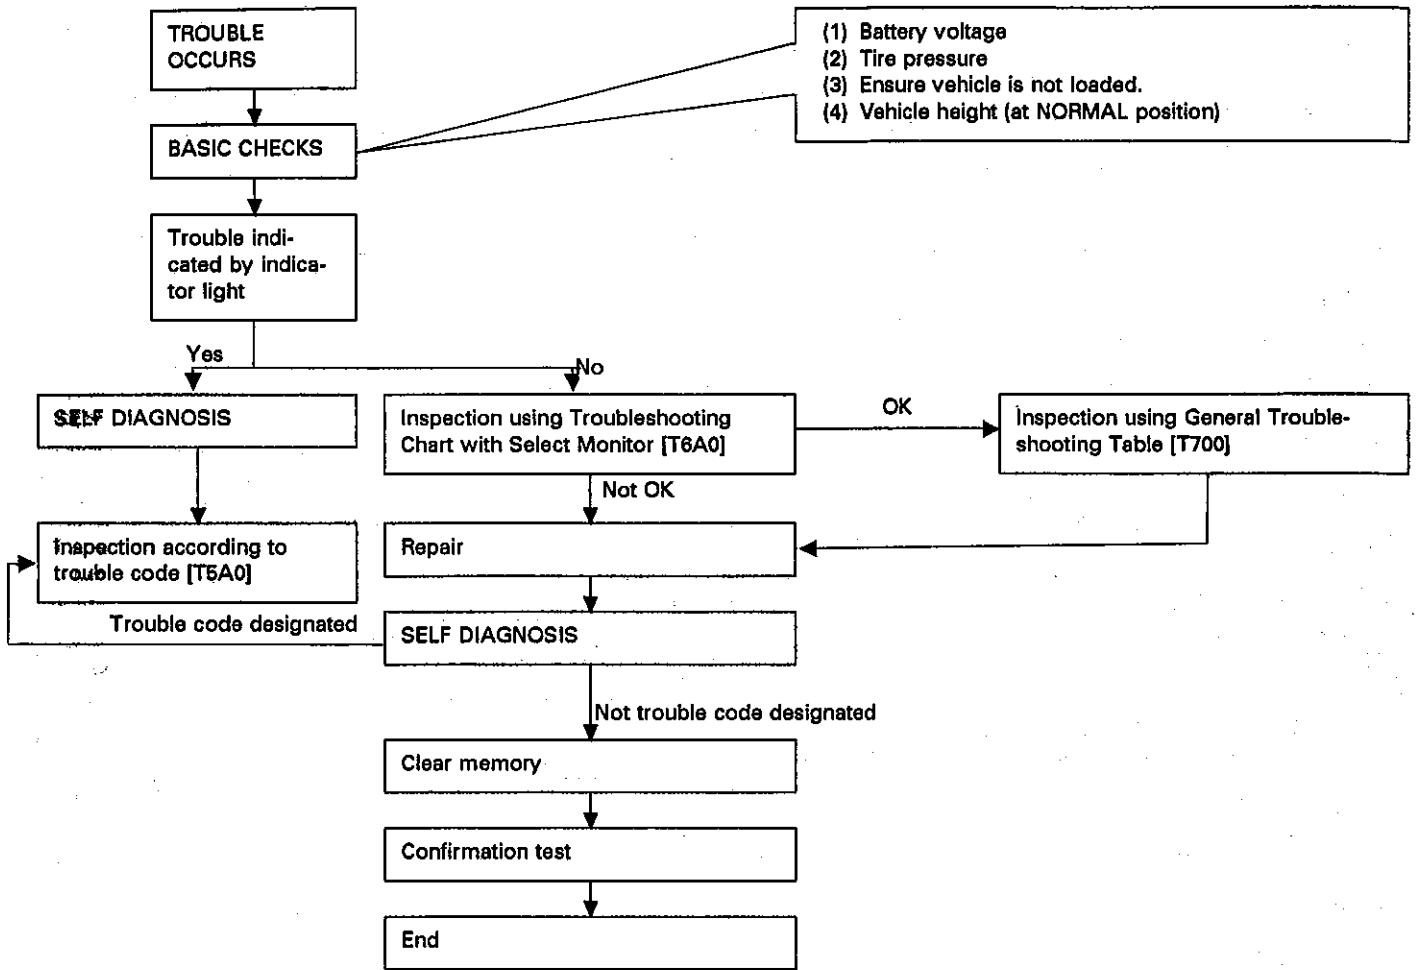 TROUBLE
OCCURS
(1) Battery voltage
(2) Tire pressure
(3) Ensure vehicle is not loaded.
(4) Vehicle height (at NORMAL position)
BASIC CHECKS
Trouble indi-
cated by indica-
tor light
Yes
No
SELF DIAGNOSIS
Inspection using Troubleshooting
Chart with Select Monitor [T6A0]
OK
Inspection using General Trouble-
shooting Table [T700]
Not OK
Inspection according to
trouble code [T5A0]
Repair
Trouble code designated
SELF DIAGNOSIS
Not trouble code designated
Clear memory
Confirmation test
End